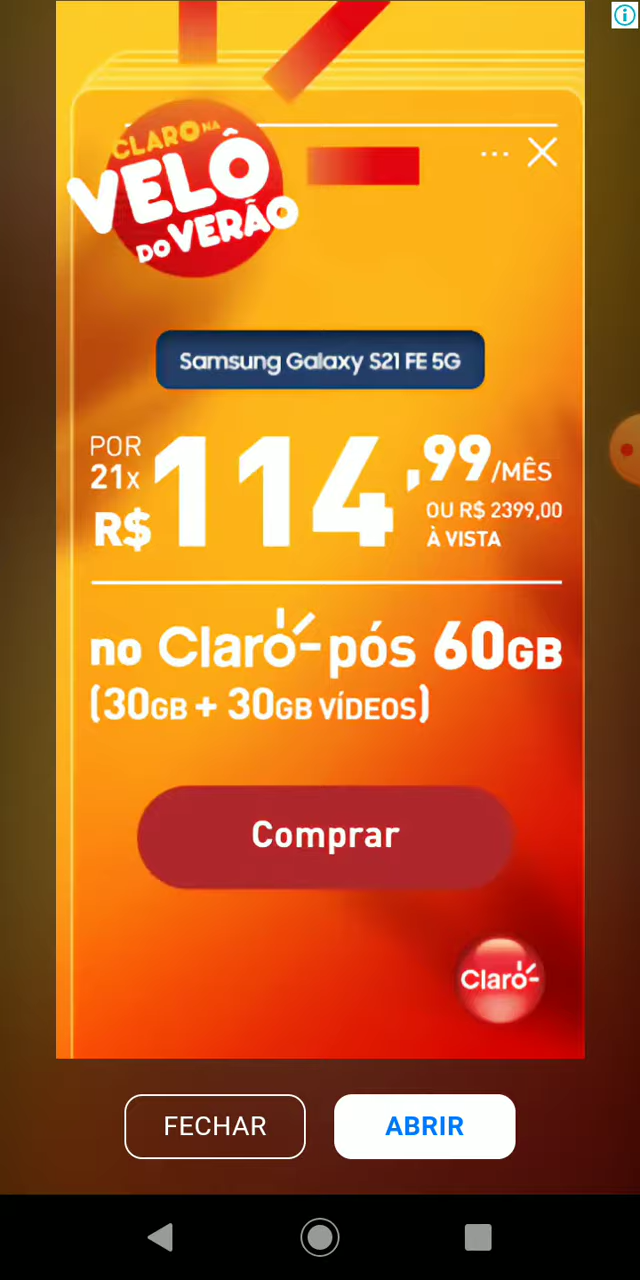 CLARO NA
VELÔ
DO VERÃO
Samsung Galaxy S21 FE 5G
POR
21x
R$ 114,99/MÊS
OU R$ 2399,00
À VISTA
no Claro pós 60GB
(30GB + 30GB VÍDEOS)
Comprar
Claro
FECHAR
ABRIR